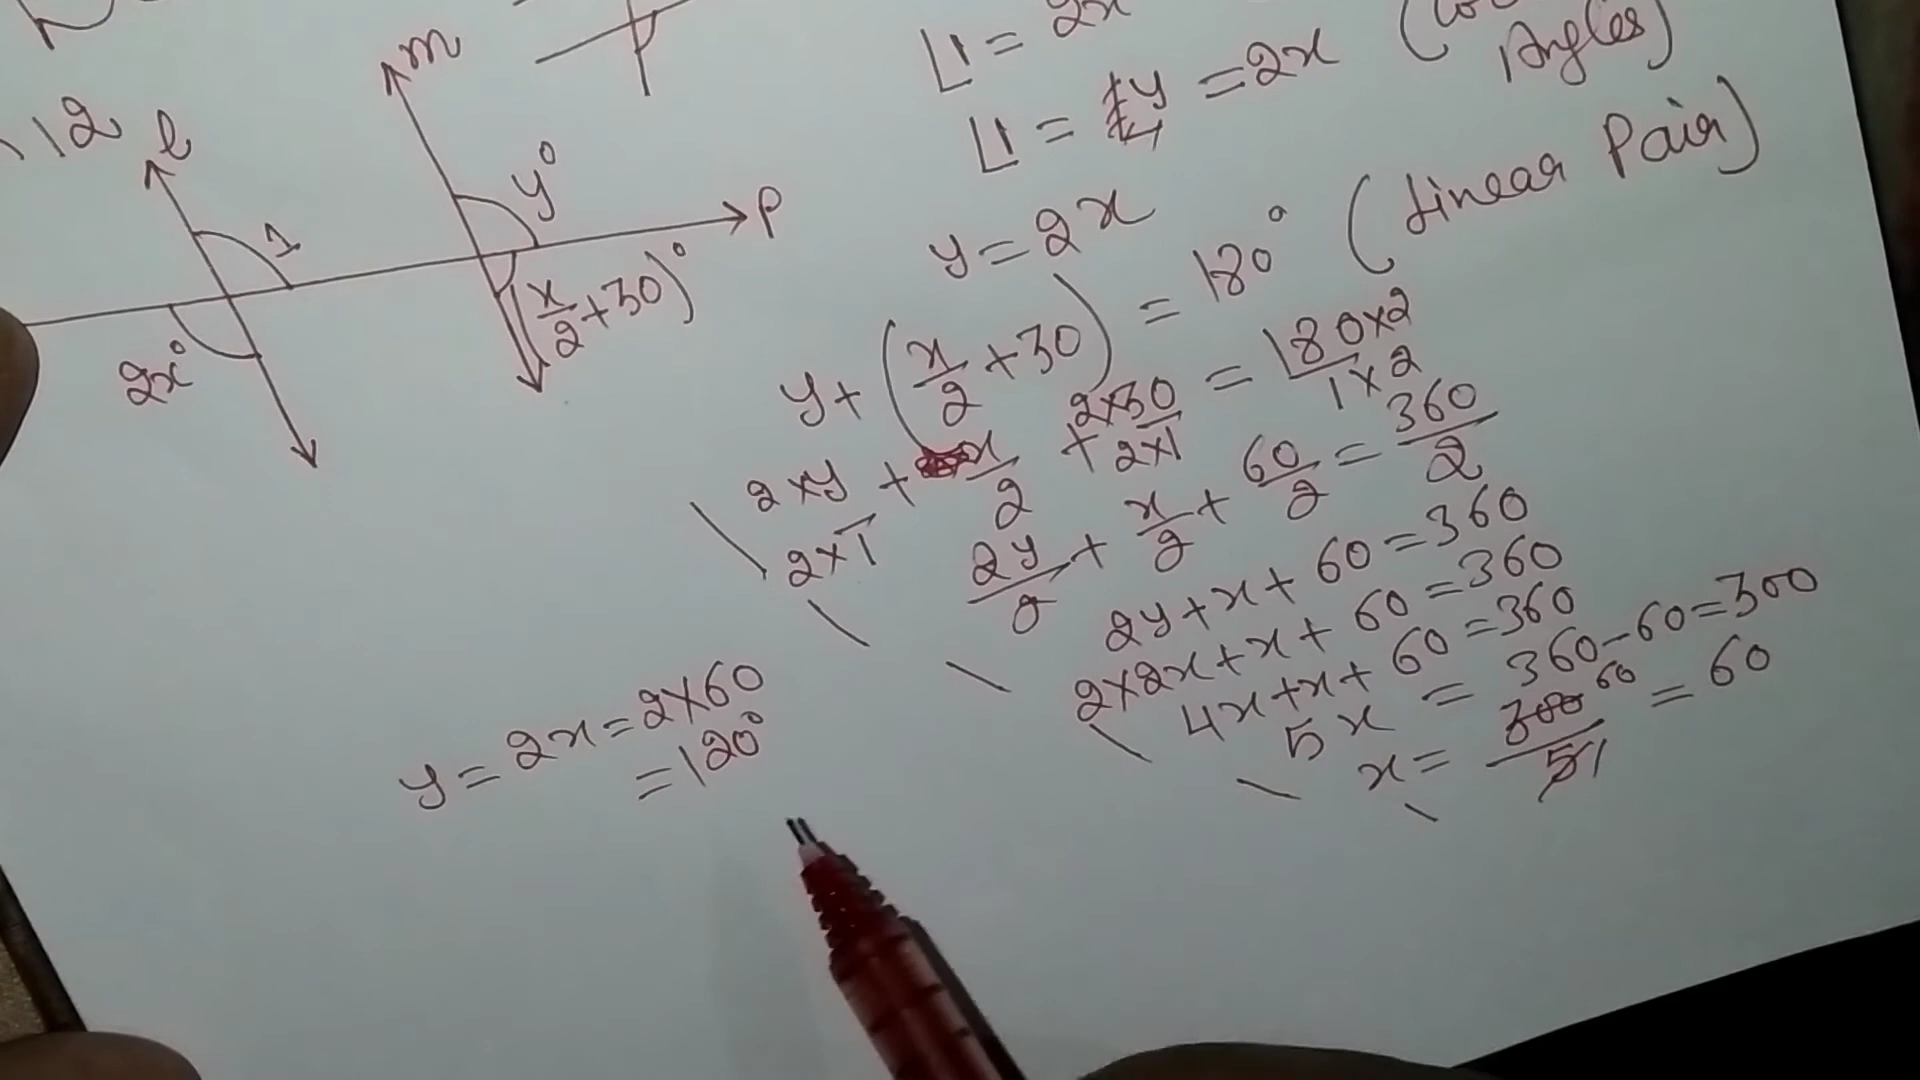 12
l
m
1
y°
P
(x/2+30)°
2x°
∠1 = 2x
∠1 = y = 2x (
Angles)
y = 2x
y + (x/2 + 30) = 180° (Linear Pair)
2×y/2×1 + x/2 + 2×30/2×1 = 180×2/1×2
2y/2 + x/2 + 60/2 = 360/2
2y + x + 60 = 360
2×2x + x + 60 = 360
4x + x + 60 = 360
5x = 360 - 60 = 300
x = 300/5 60/1 = 60
y = 2x = 2×60
= 120°